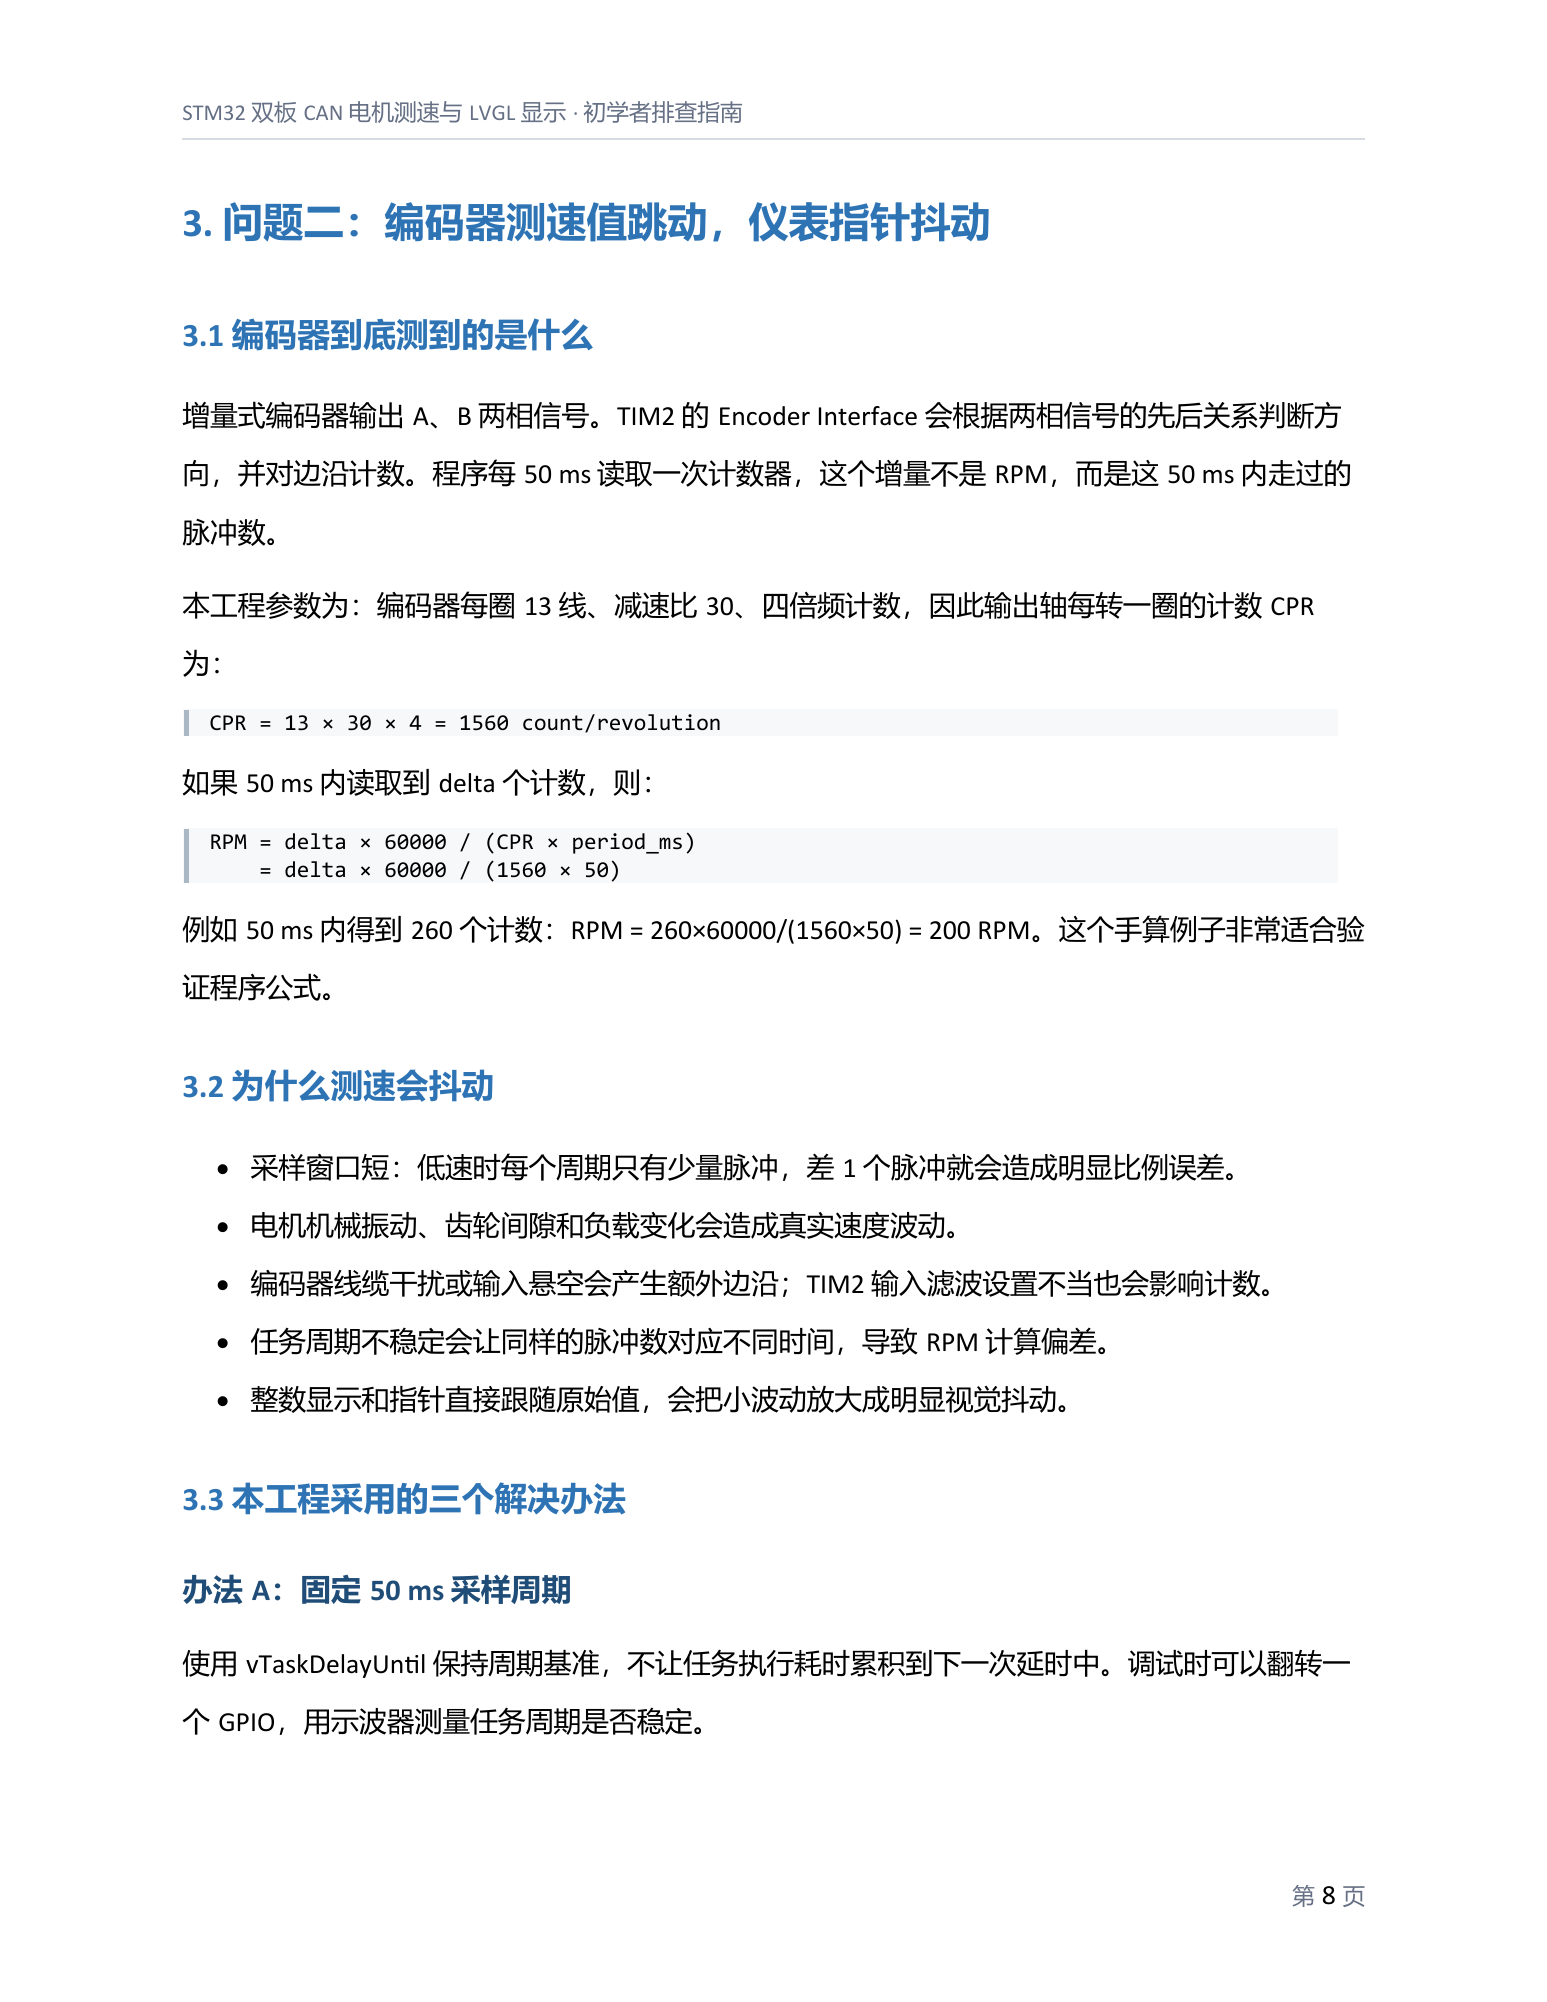 STM32 双板 CAN 电机测速与 LVGL 显示 · 初学者排查指南
3. 问题二：编码器测速值跳动，仪表指针抖动
3.1 编码器到底测到的是什么
增量式编码器输出 A、B 两相信号。TIM2 的 Encoder Interface 会根据两相信号的先后关系判断方
向，并对边沿计数。程序每 50 ms 读取一次计数器，这个增量不是 RPM，而是这 50 ms 内走过的
脉冲数。
本工程参数为：编码器每圈 13 线、减速比 30、四倍频计数，因此输出轴每转一圈的计数 CPR
为：
CPR = 13 × 30 × 4 = 1560 count/revolution
如果 50 ms 内读取到 delta 个计数，则：
RPM = delta × 60000 / (CPR × period_ms)
= delta × 60000 / (1560 × 50)
例如 50 ms 内得到 260 个计数：RPM = 260×60000/(1560×50) = 200 RPM。这个手算例子非常适合验
证程序公式。
3.2 为什么测速会抖动
• 采样窗口短：低速时每个周期只有少量脉冲，差 1 个脉冲就会造成明显比例误差。
• 电机机械振动、齿轮间隙和负载变化会造成真实速度波动。
• 编码器线缆干扰或输入悬空会产生额外边沿；TIM2 输入滤波设置不当也会影响计数。
• 任务周期不稳定会让同样的脉冲数对应不同时间，导致 RPM 计算偏差。
• 整数显示和指针直接跟随原始值，会把小波动放大成明显视觉抖动。
3.3 本工程采用的三个解决办法
办法 A：固定 50 ms 采样周期
使用 vTaskDelayUntil 保持周期基准，不让任务执行耗时累积到下一次延时中。调试时可以翻转一
个 GPIO，用示波器测量任务周期是否稳定。
第 8 页